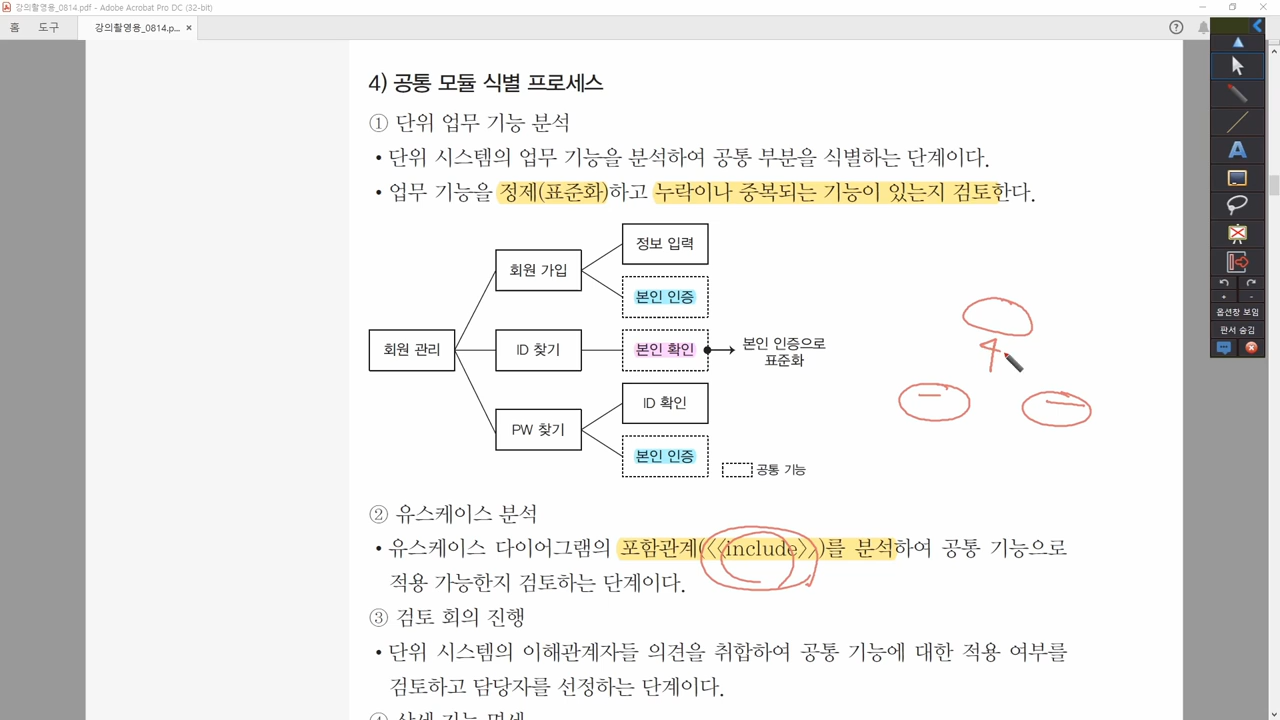 강의촬영용_0814.pdf - Adobe Acrobat Pro DC (32-bit)
홈 도구 강의촬영용_0814.p... ×
4) 공통 모듈 식별 프로세스
① 단위 업무 기능 분석
• 단위 시스템의 업무 기능을 분석하여 공통 부분을 식별하는 단계이다.
• 업무 기능을 정제(표준화)하고 누락이나 중복되는 기능이 있는지 검토한다.
정보 입력
회원 가입
본인 인증
회원 관리
ID 찾기
본인 확인
본인 인증으로
표준화
ID 확인
PW 찾기
본인 인증
공통 기능
② 유스케이스 분석
• 유스케이스 다이어그램의 포함관계(〈〈include〉〉)를 분석하여 공통 기능으로
적용 가능한지 검토하는 단계이다.
③ 검토 회의 진행
• 단위 시스템의 이해관계자들 의견을 취합하여 공통 기능에 대한 적용 여부를
검토하고 담당자를 선정하는 단계이다.
④ 상세 기능 명세
A
옵션창 보임
판서 숨김